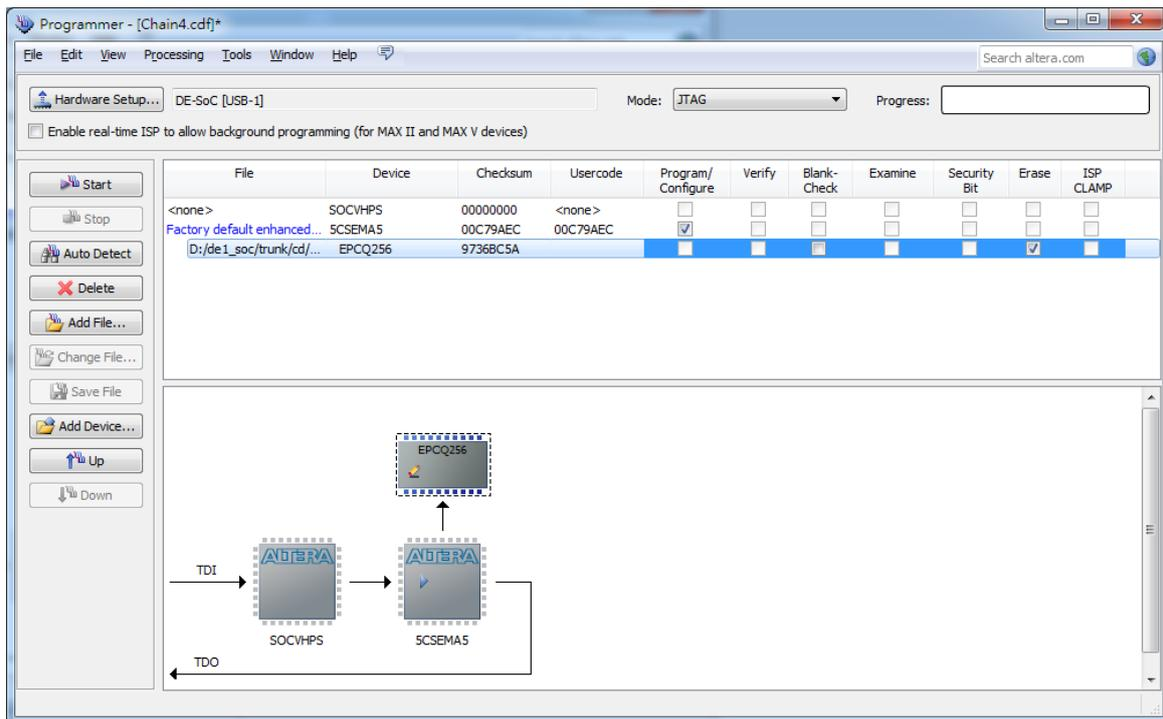 Programmer - [Chain4.cdf]*
File Edit View Processing Tools Window Help Search altera.com
Hardware Setup... DE-SoC [USB-1] Mode: JTAG Progress:
Enable real-time ISP to allow background programming (for MAX II and MAX V devices)
Start
Stop
Auto Detect
Delete
Add File...
Change File...
Save File
Add Device...
Up
Down
File Device Checksum Usercode Program/ Verify Blank- Examine Security Erase ISP
Configure Check Bit CLAMP
<none> SOCVHPS 00000000 <none>
Factory default enhanced... 5CSEMA5 00C79AEC 00C79AEC
D:/de1_soc/trunk/cd/... EPCQ256 9736BC5A
EPCQ256
ALTERA ALTERA
TDI
SOCVHPS 5CSEMA5
TDO